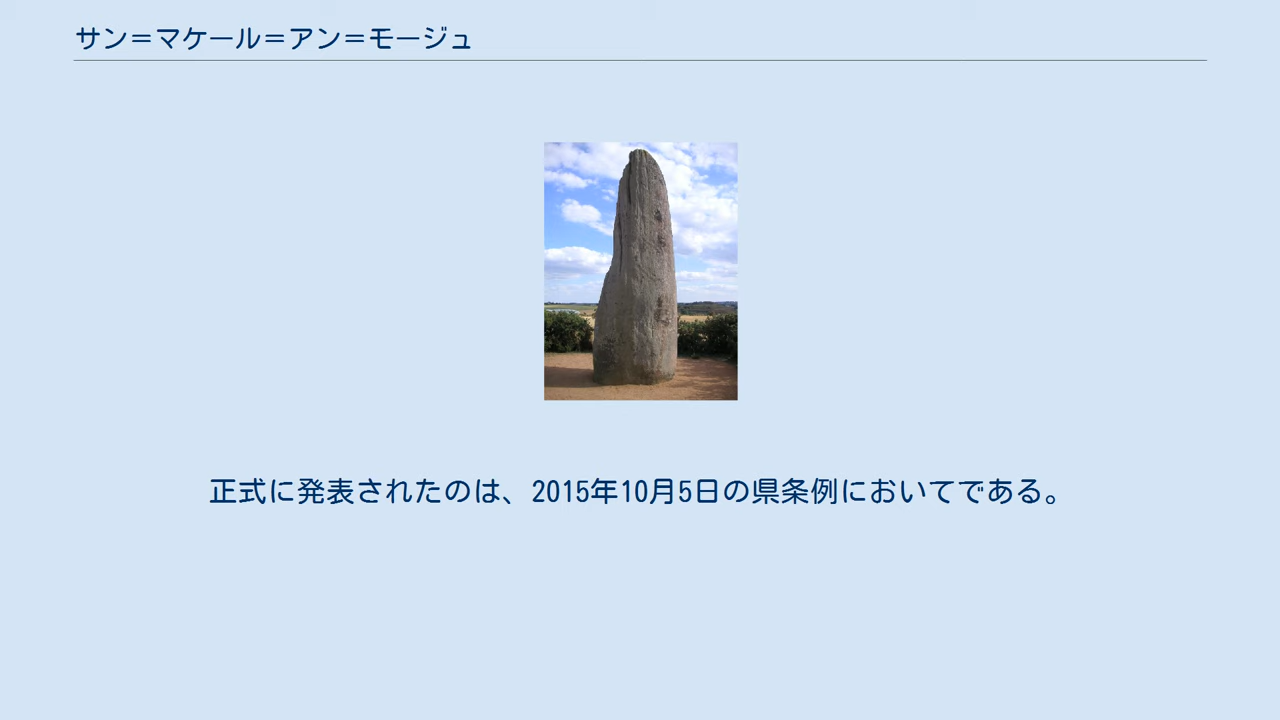 サン＝マケール＝アン＝モージュ
正式に発表されたのは、2015年10月5日の県条例においてである。